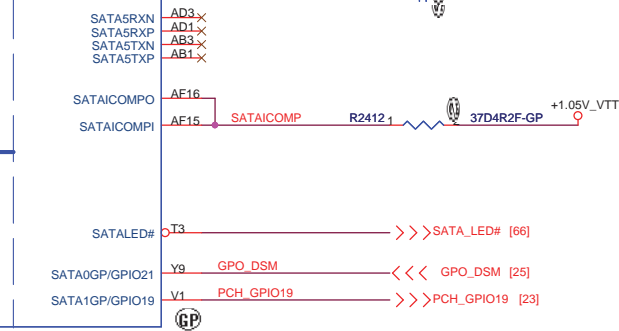 SATA5RXN AD3
SATA5RXP AD1
SATA5TXN AB3
SATA5TXP AB1
SATAICOMPO AF16
+1.05V_VTT
SATAICOMPI AF15 SATAICOMP R2412 1 37D4R2F-GP
SATALED# T3 SATA_LED# [66]
SATA0GP/GPIO21 Y9 GPO_DSM GPO_DSM [25]
SATA1GP/GPIO19 V1 PCH_GPIO19 PCH_GPIO19 [23]
GP